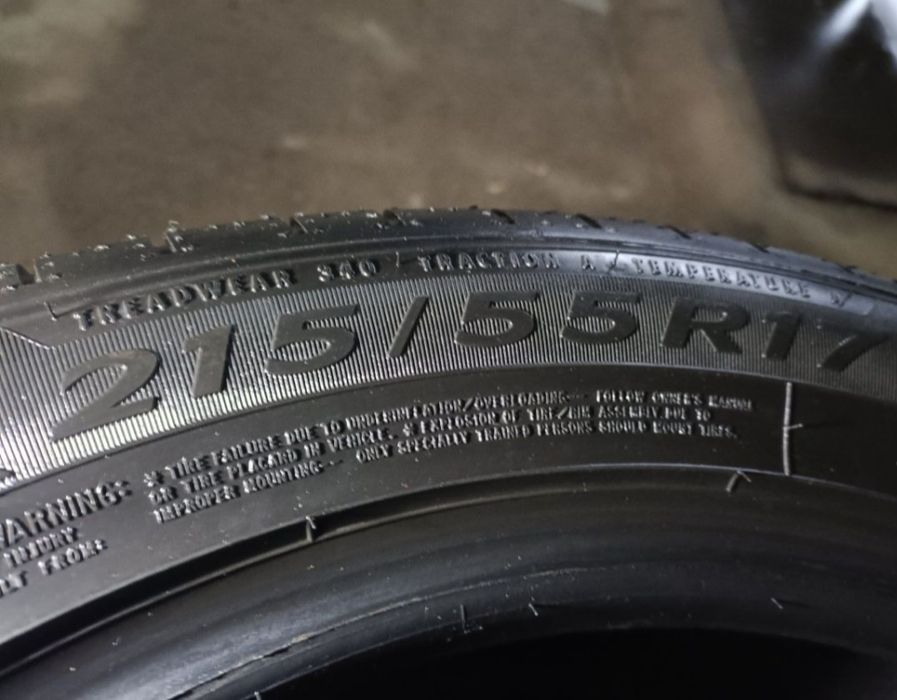 TREADWEAR 340 TRACTION A TEMPERATURE A
215/55R17
WARNING: * TIRE FAILURE DUE TO UNDERINFLATION/OVERLOADING-- FOLLOW OWNER'S MANUAL
INJURY OR TIRE PLACARD IN VEHICLE. * EXPLOSION OF TIRE/RIM ASSEMBLY DUE TO
FROM: IMPROPER MOUNTING-- ONLY SPECIALLY TRAINED PERSONS SHOULD MOUNT TIRES.